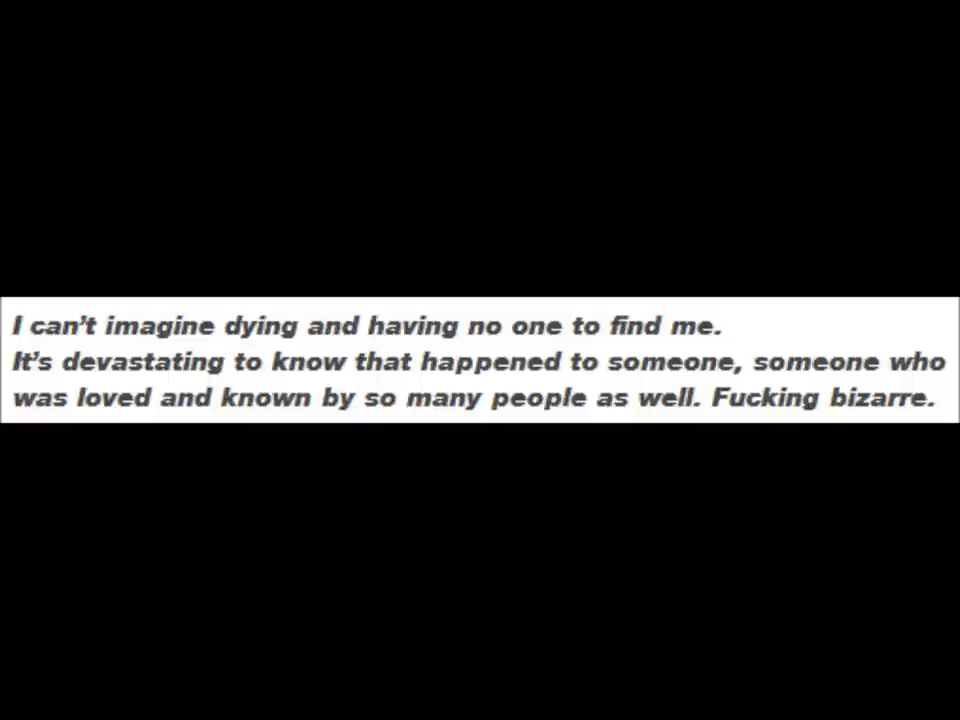 I can’t imagine dying and having no one to find me.
It’s devastating to know that happened to someone, someone who
was loved and known by so many people as well. Fucking bizarre.